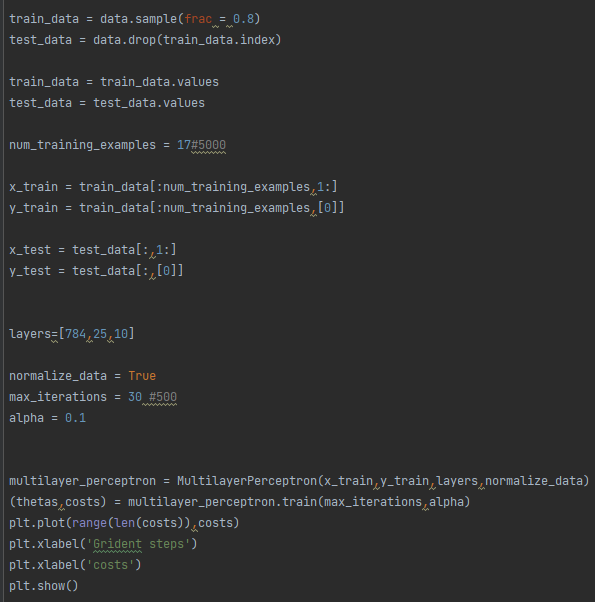 train_data = data.sample(frac = 0.8)
test_data = data.drop(train_data.index)
train_data = train_data.values
test_data = test_data.values
num_training_examples = 17#5000
x_train = train_data[:num_training_examples,1:]
y_train = train_data[:num_training_examples,[0]]
x_test = test_data[:,1:]
y_test = test_data[:,[0]]
layers=[784,25,10]
normalize_data = True
max_iterations = 30 #500
alpha = 0.1
multilayer_perceptron = MultilayerPerceptron(x_train,y_train,layers,normalize_data)
(thetas,costs) = multilayer_perceptron.train(max_iterations,alpha)
plt.plot(range(len(costs)),costs)
plt.xlabel('Grident steps')
plt.xlabel('costs')
plt.show()